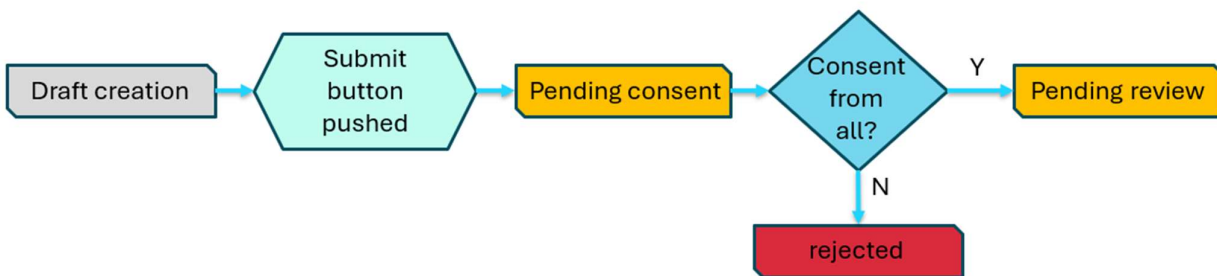 Draft creation
Submit
button
pushed
Pending consent
Consent
from
all?
Y
Pending review
N
rejected